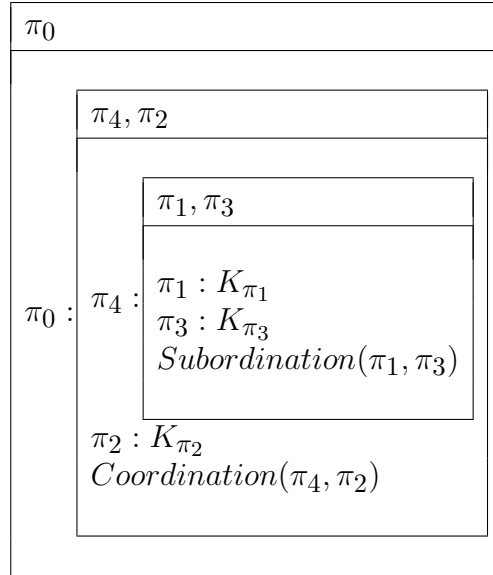 π0
π4, π2
π1, π3
π0 : π4 : π1 : Kπ1
π3 : Kπ3
Subordination(π1, π3)
π2 : Kπ2
Coordination(π4, π2)